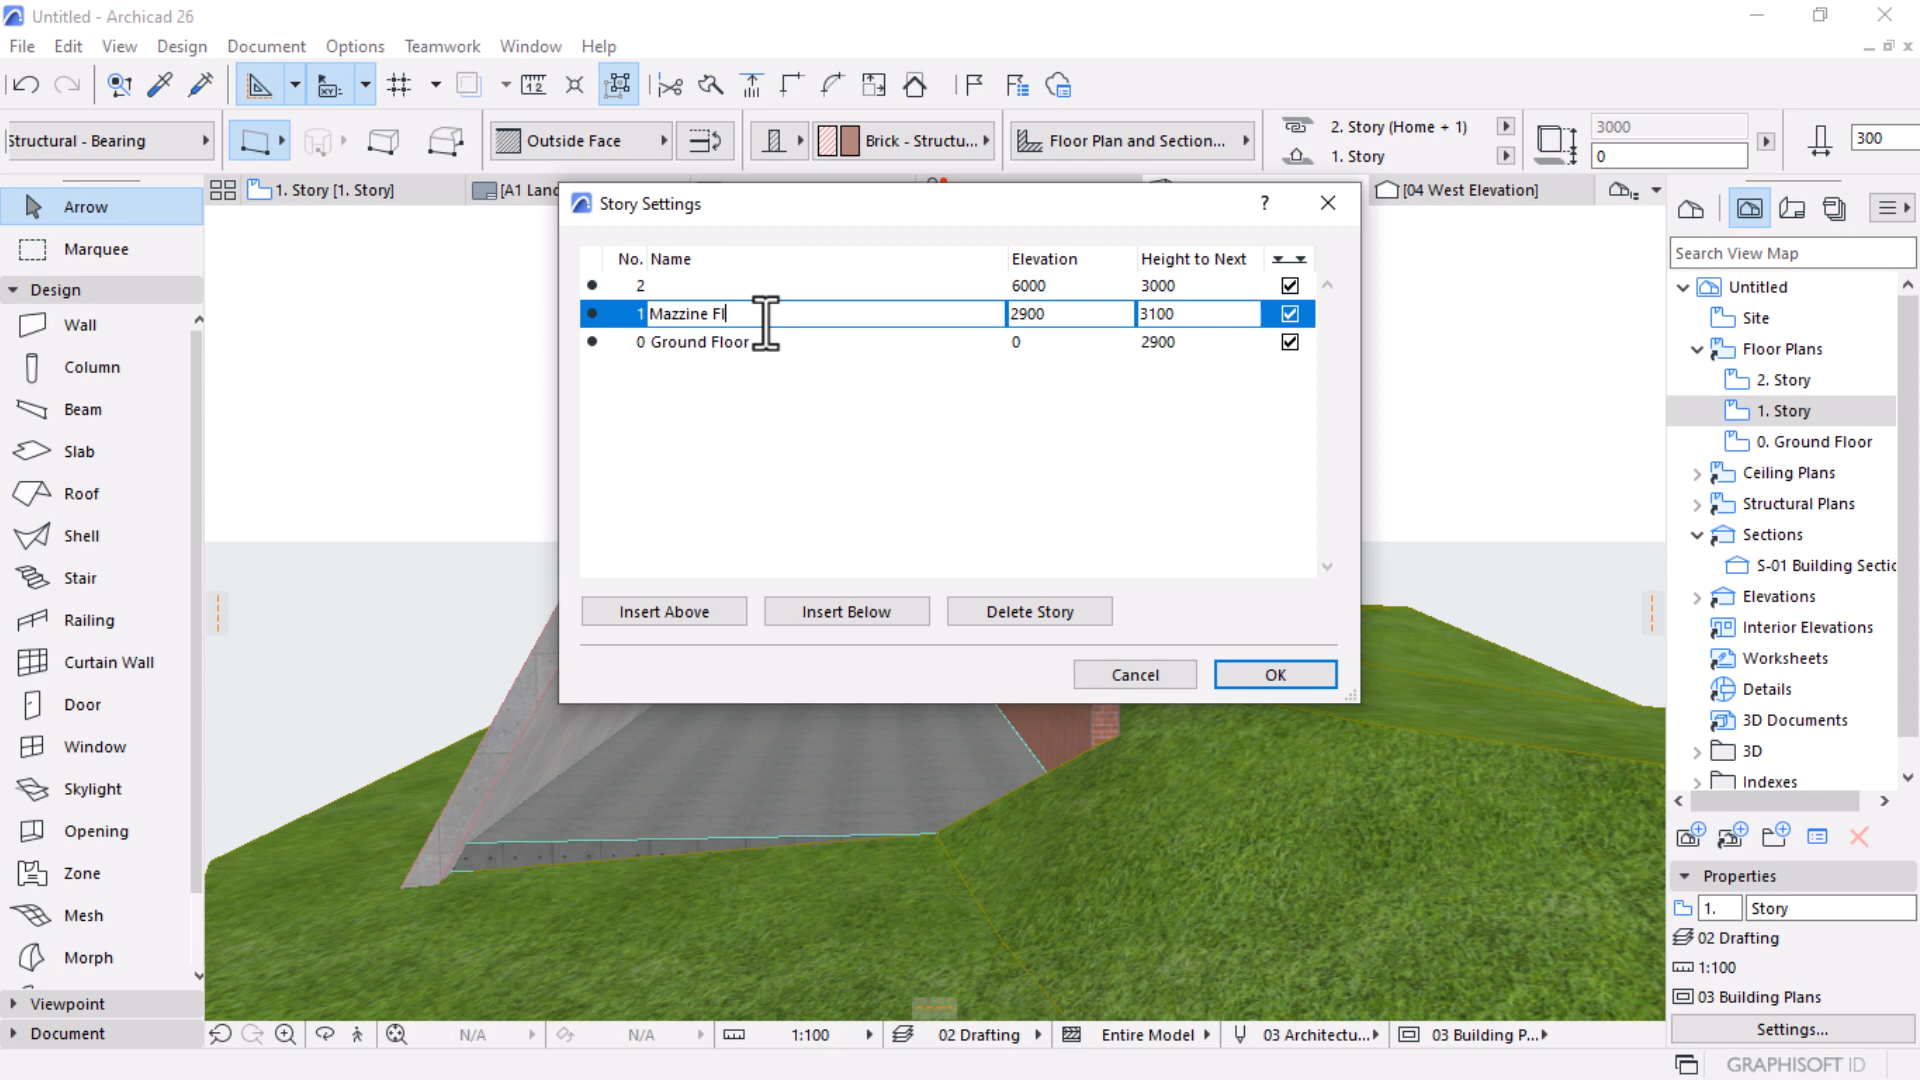 Untitled - Archicad 26
File Edit View Design Document Options Teamwork Window Help
Structural - Bearing
Outside Face
Brick - Structu...
Floor Plan and Section...
2. Story (Home + 1)
1. Story
3000
0
300
1. Story [1. Story]
[A1 Lan
[04 West Elevation]
Arrow
Marquee
Design
Wall
Column
Beam
Slab
Roof
Shell
Stair
Railing
Curtain Wall
Door
Window
Skylight
Opening
Zone
Mesh
Morph
Viewpoint
Document
Story Settings
?
No. Name Elevation Height to Next
2 6000 3000
1 Mazzine Fl 2900 3100
0 Ground Floor 0 2900
Insert Above Insert Below Delete Story
Cancel OK
Search View Map
Untitled
Site
Floor Plans
2. Story
1. Story
0. Ground Floor
Ceiling Plans
Structural Plans
Sections
S-01 Building Sectic
Elevations
Interior Elevations
Worksheets
Details
3D Documents
3D
Indexes
Properties
1. Story
02 Drafting
1:100
03 Building Plans
Settings...
N/A N/A 1:100 02 Drafting Entire Model 03 Architectu... 03 Building P...
GRAPHISOFT ID